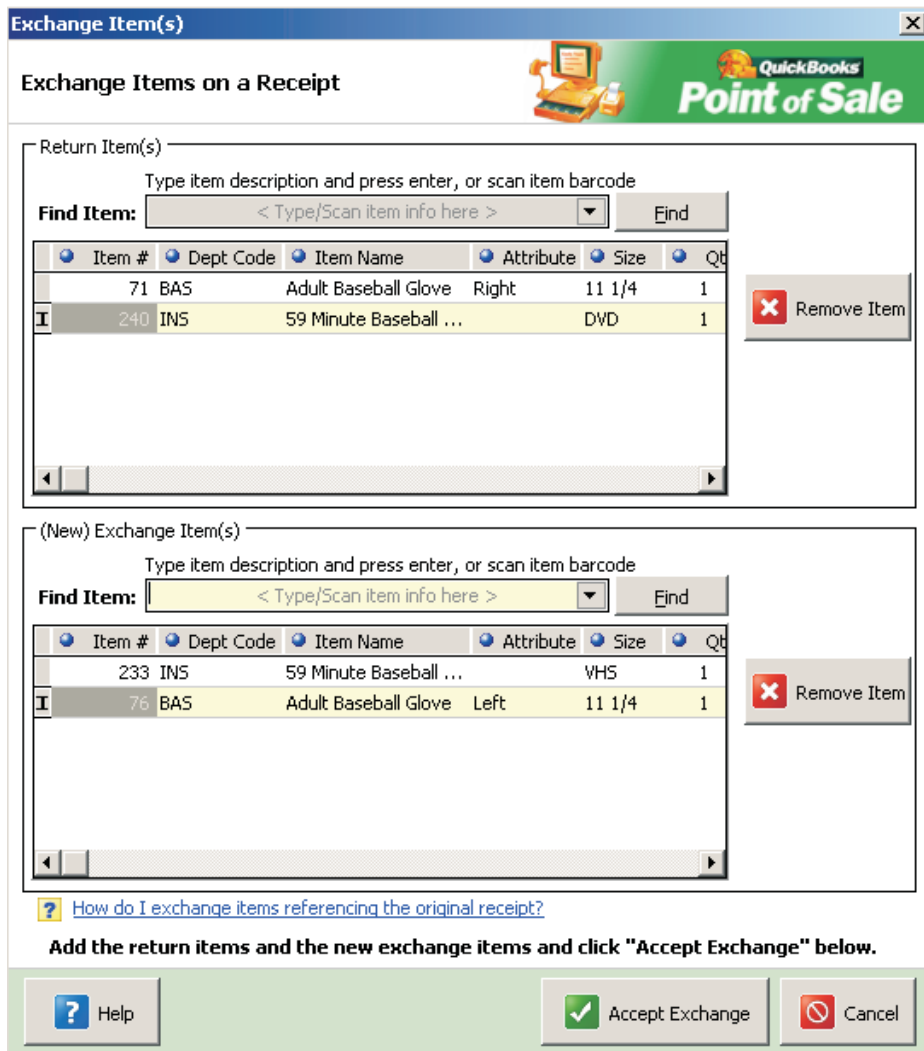 Exchange Item(s)
Exchange Items on a Receipt
QuickBooks
Point of Sale
Return Item(s)
Type item description and press enter, or scan item barcode
Find Item: < Type/Scan item info here > Find
Item # Dept Code Item Name Attribute Size Qt
71 BAS Adult Baseball Glove Right 11 1/4 1
I 240 INS 59 Minute Baseball ... DVD 1
Remove Item
(New) Exchange Item(s)
Type item description and press enter, or scan item barcode
Find Item: < Type/Scan item info here > Find
Item # Dept Code Item Name Attribute Size Qt
233 INS 59 Minute Baseball ... VHS 1
I 76 BAS Adult Baseball Glove Left 11 1/4 1
Remove Item
? How do I exchange items referencing the original receipt?
Add the return items and the new exchange items and click "Accept Exchange" below.
? Help Accept Exchange Cancel